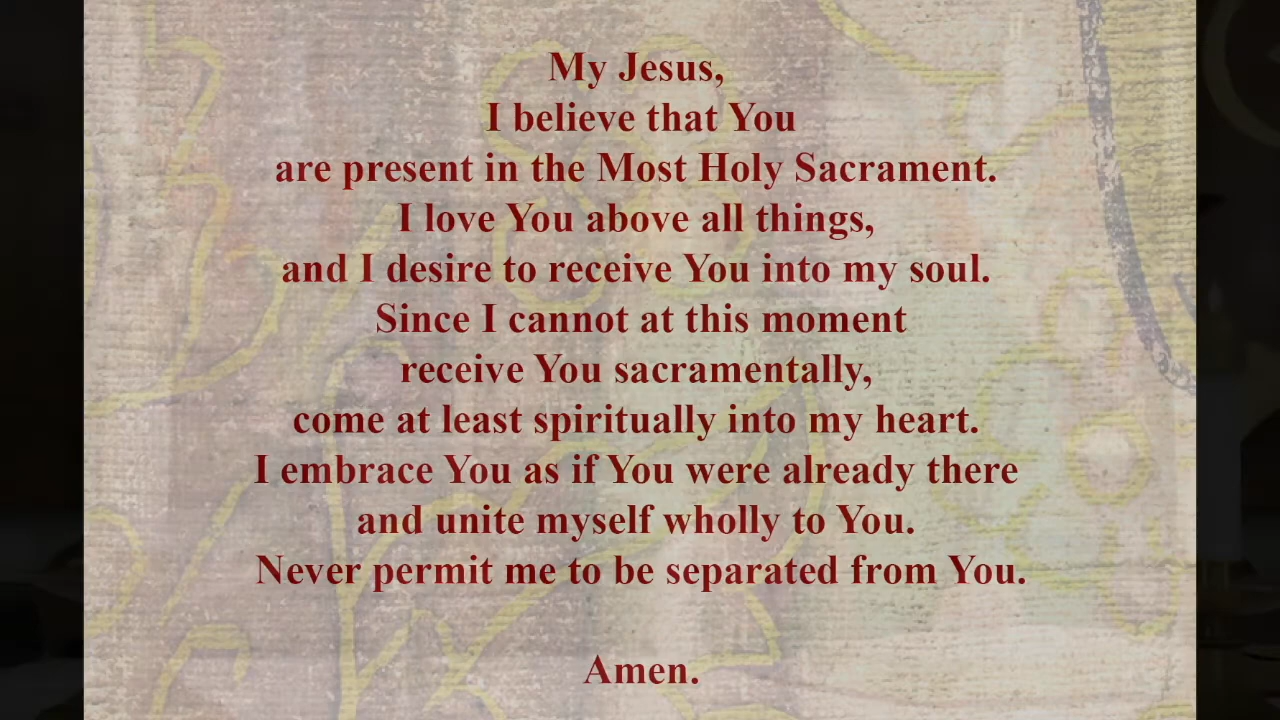 My Jesus,
I believe that You
are present in the Most Holy Sacrament.
I love You above all things,
and I desire to receive You into my soul.
Since I cannot at this moment
receive You sacramentally,
come at least spiritually into my heart.
I embrace You as if You were already there
and unite myself wholly to You.
Never permit me to be separated from You.
Amen.